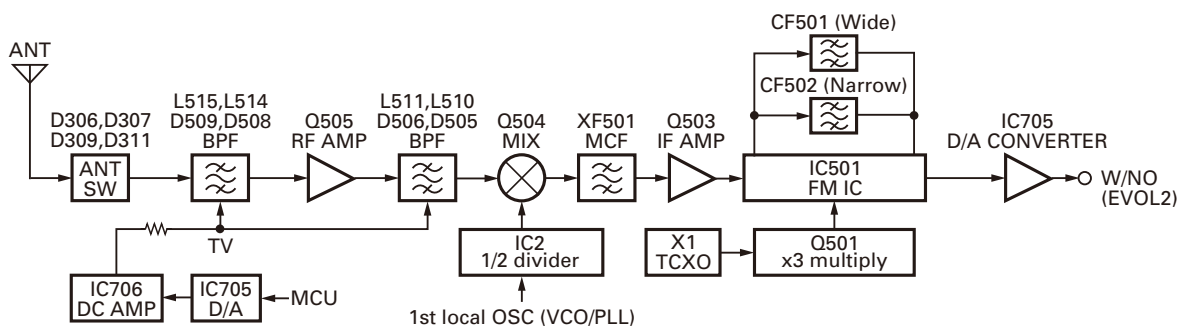 ANT
D306,D307
D309,D311
ANT
SW
L515,L514
D509,D508
BPF
Q505
RF AMP
L511,L510
D506,D505
BPF
Q504
MIX
XF501
MCF
Q503
IF AMP
CF501 (Wide)
CF502 (Narrow)
IC501
FM IC
IC705
D/A CONVERTER
W/NO
(EVOL2)
TV
IC706
DC AMP
IC705
D/A
MCU
IC2
1/2 divider
1st local OSC (VCO/PLL)
X1
TCXO
Q501
x3 multiply